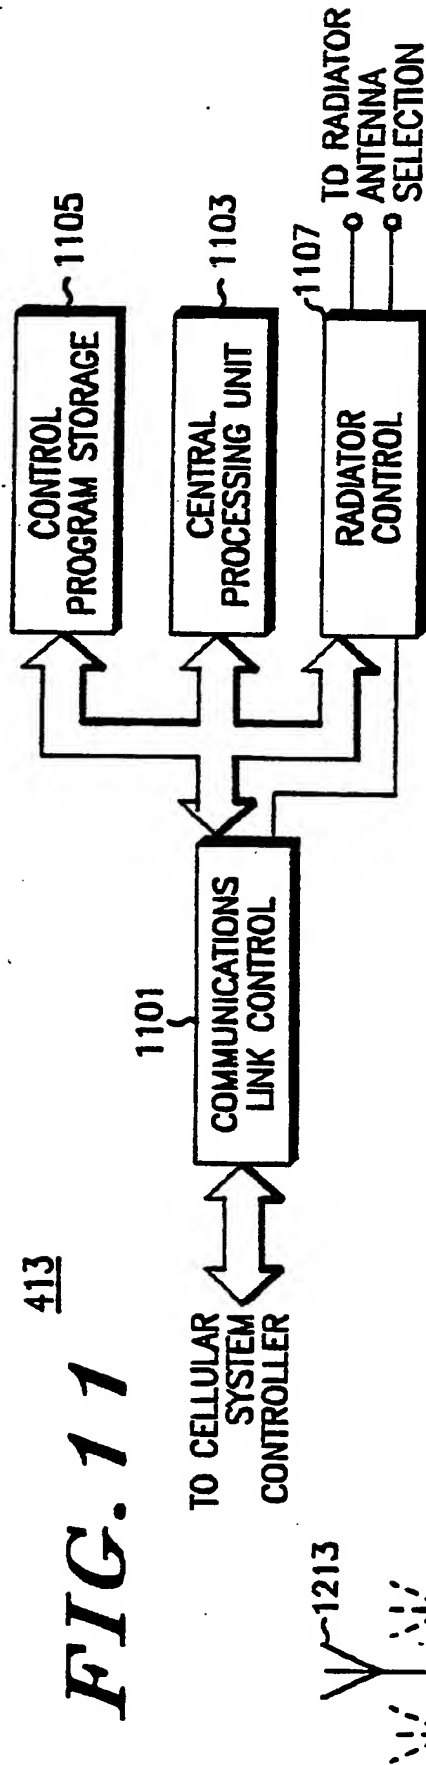 FIG. 11
413
TO CELLULAR
SYSTEM
CONTROLLER
1101
COMMUNICATIONS
LINK CONTROL
CONTROL
PROGRAM STORAGE
1105
CENTRAL
PROCESSING UNIT
1103
RADIATOR
CONTROL
1107
TO RADIATOR
ANTENNA
SELECTION
1213